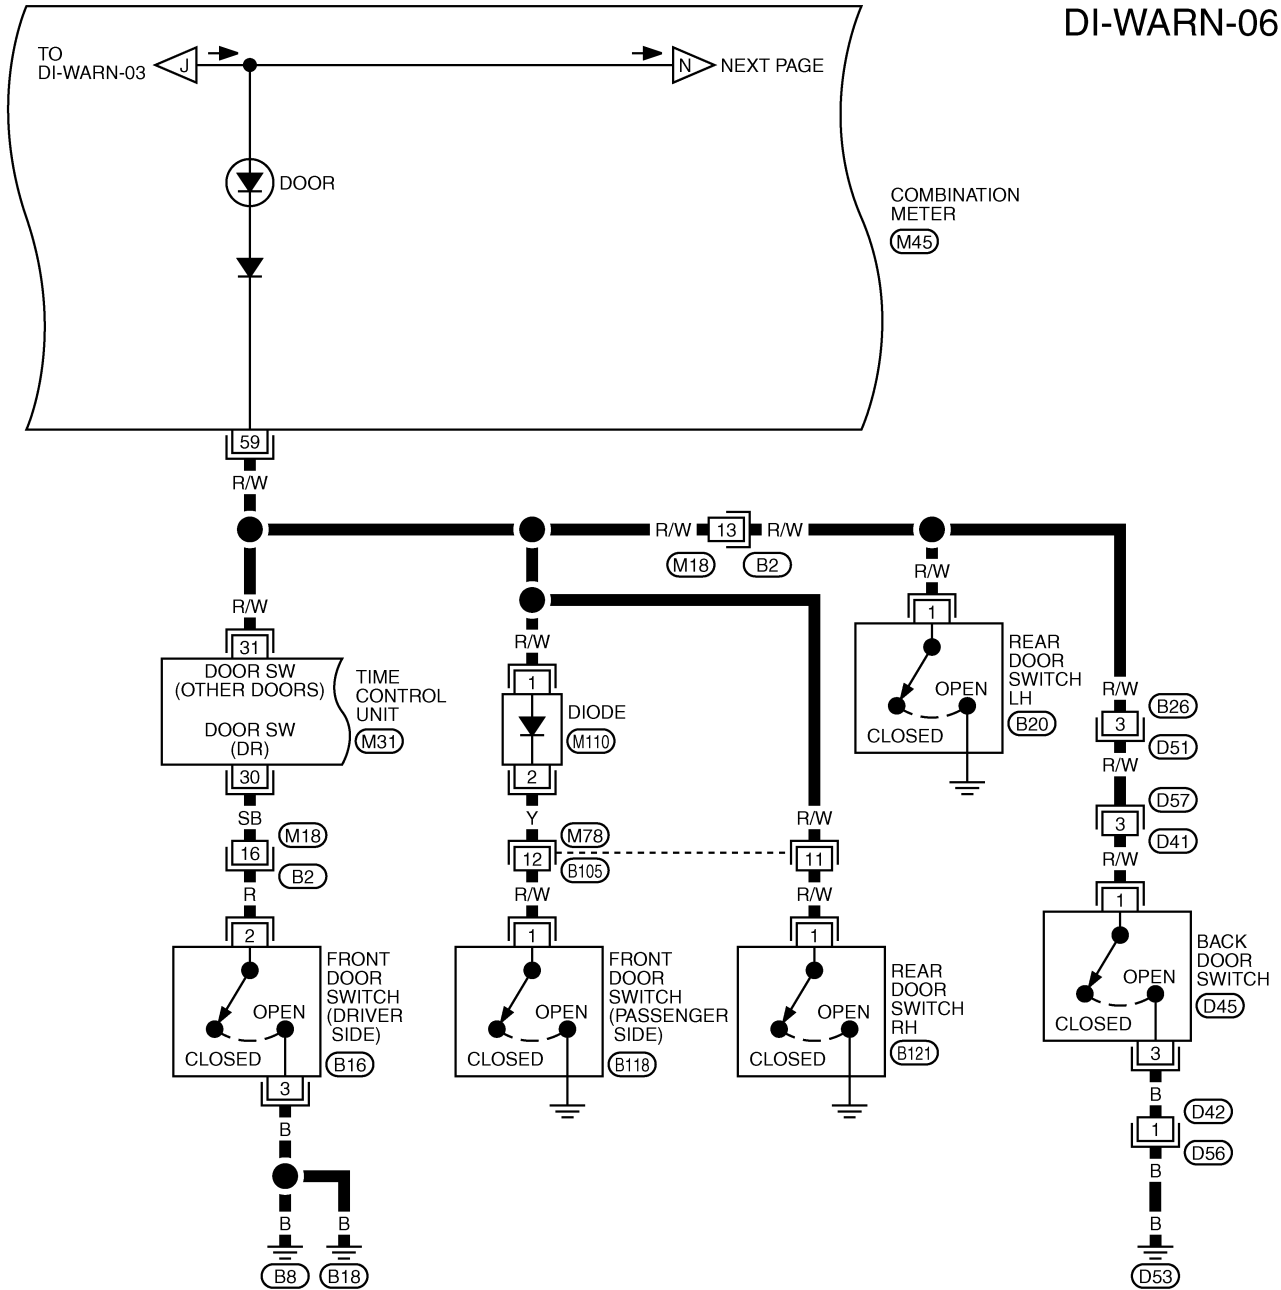 DI-WARN-06
TO
DI-WARN-03
J
N
NEXT PAGE
DOOR
COMBINATION
METER
M45
59
R/W
R/W
13
R/W
M18
B2
R/W
R/W
31
DOOR SW
(OTHER DOORS)
DOOR SW
(DR)
TIME
CONTROL
UNIT
M31
30
SB
M18
16
B2
R
2
OPEN
CLOSED
FRONT
DOOR
SWITCH
(DRIVER
SIDE)
B16
3
B
B
B
B8
B18
R/W
1
DIODE
M110
2
Y
M78
12
B105
R/W
1
OPEN
CLOSED
FRONT
DOOR
SWITCH
(PASSENGER
SIDE)
B118
R/W
11
R/W
1
OPEN
CLOSED
REAR
DOOR
SWITCH
RH
B121
1
OPEN
CLOSED
REAR
DOOR
SWITCH
LH
B20
R/W
B26
3
D51
R/W
D57
3
D41
R/W
1
OPEN
CLOSED
BACK
DOOR
SWITCH
D45
3
B
D42
1
D56
B
B
D53